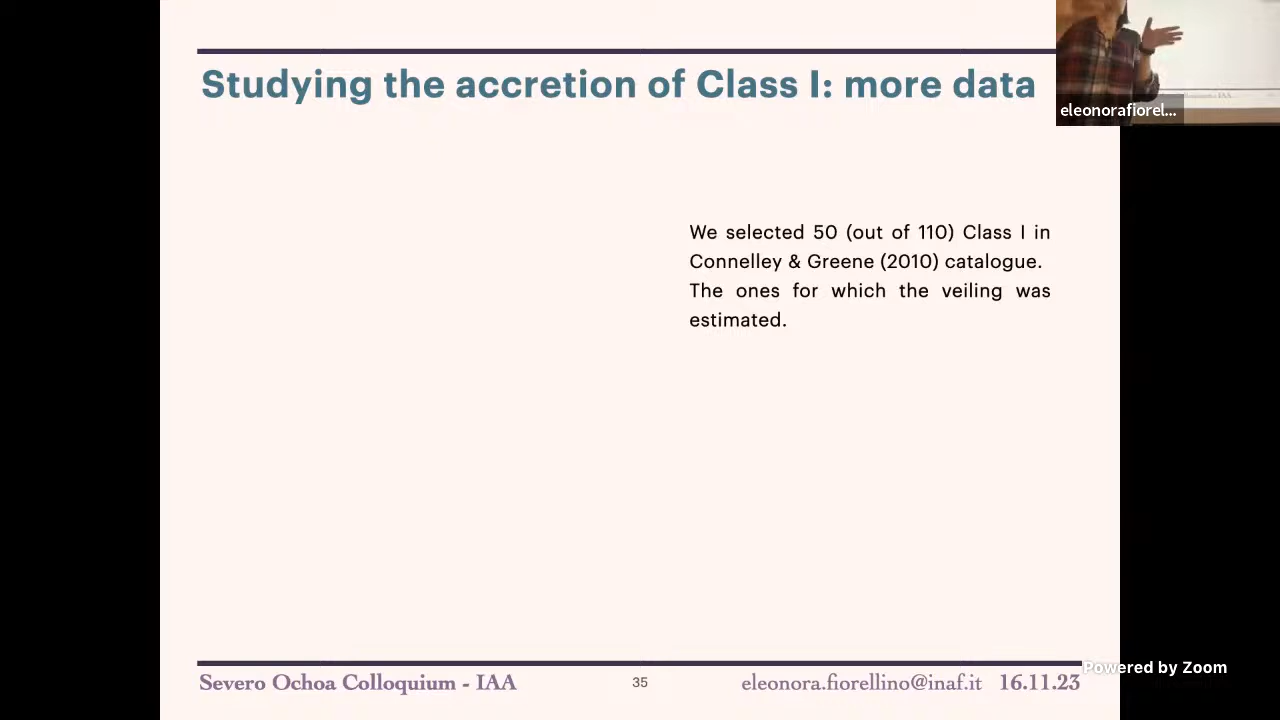 Studying the accretion of Class I: more data
eleonorafiorel...
We selected 50 (out of 110) Class I in
Connelley & Greene (2010) catalogue.
The ones for which the veiling was
estimated.
Powered by Zoom
Severo Ochoa Colloquium - IAA
35
eleonora.fiorellino@inaf.it 16.11.23